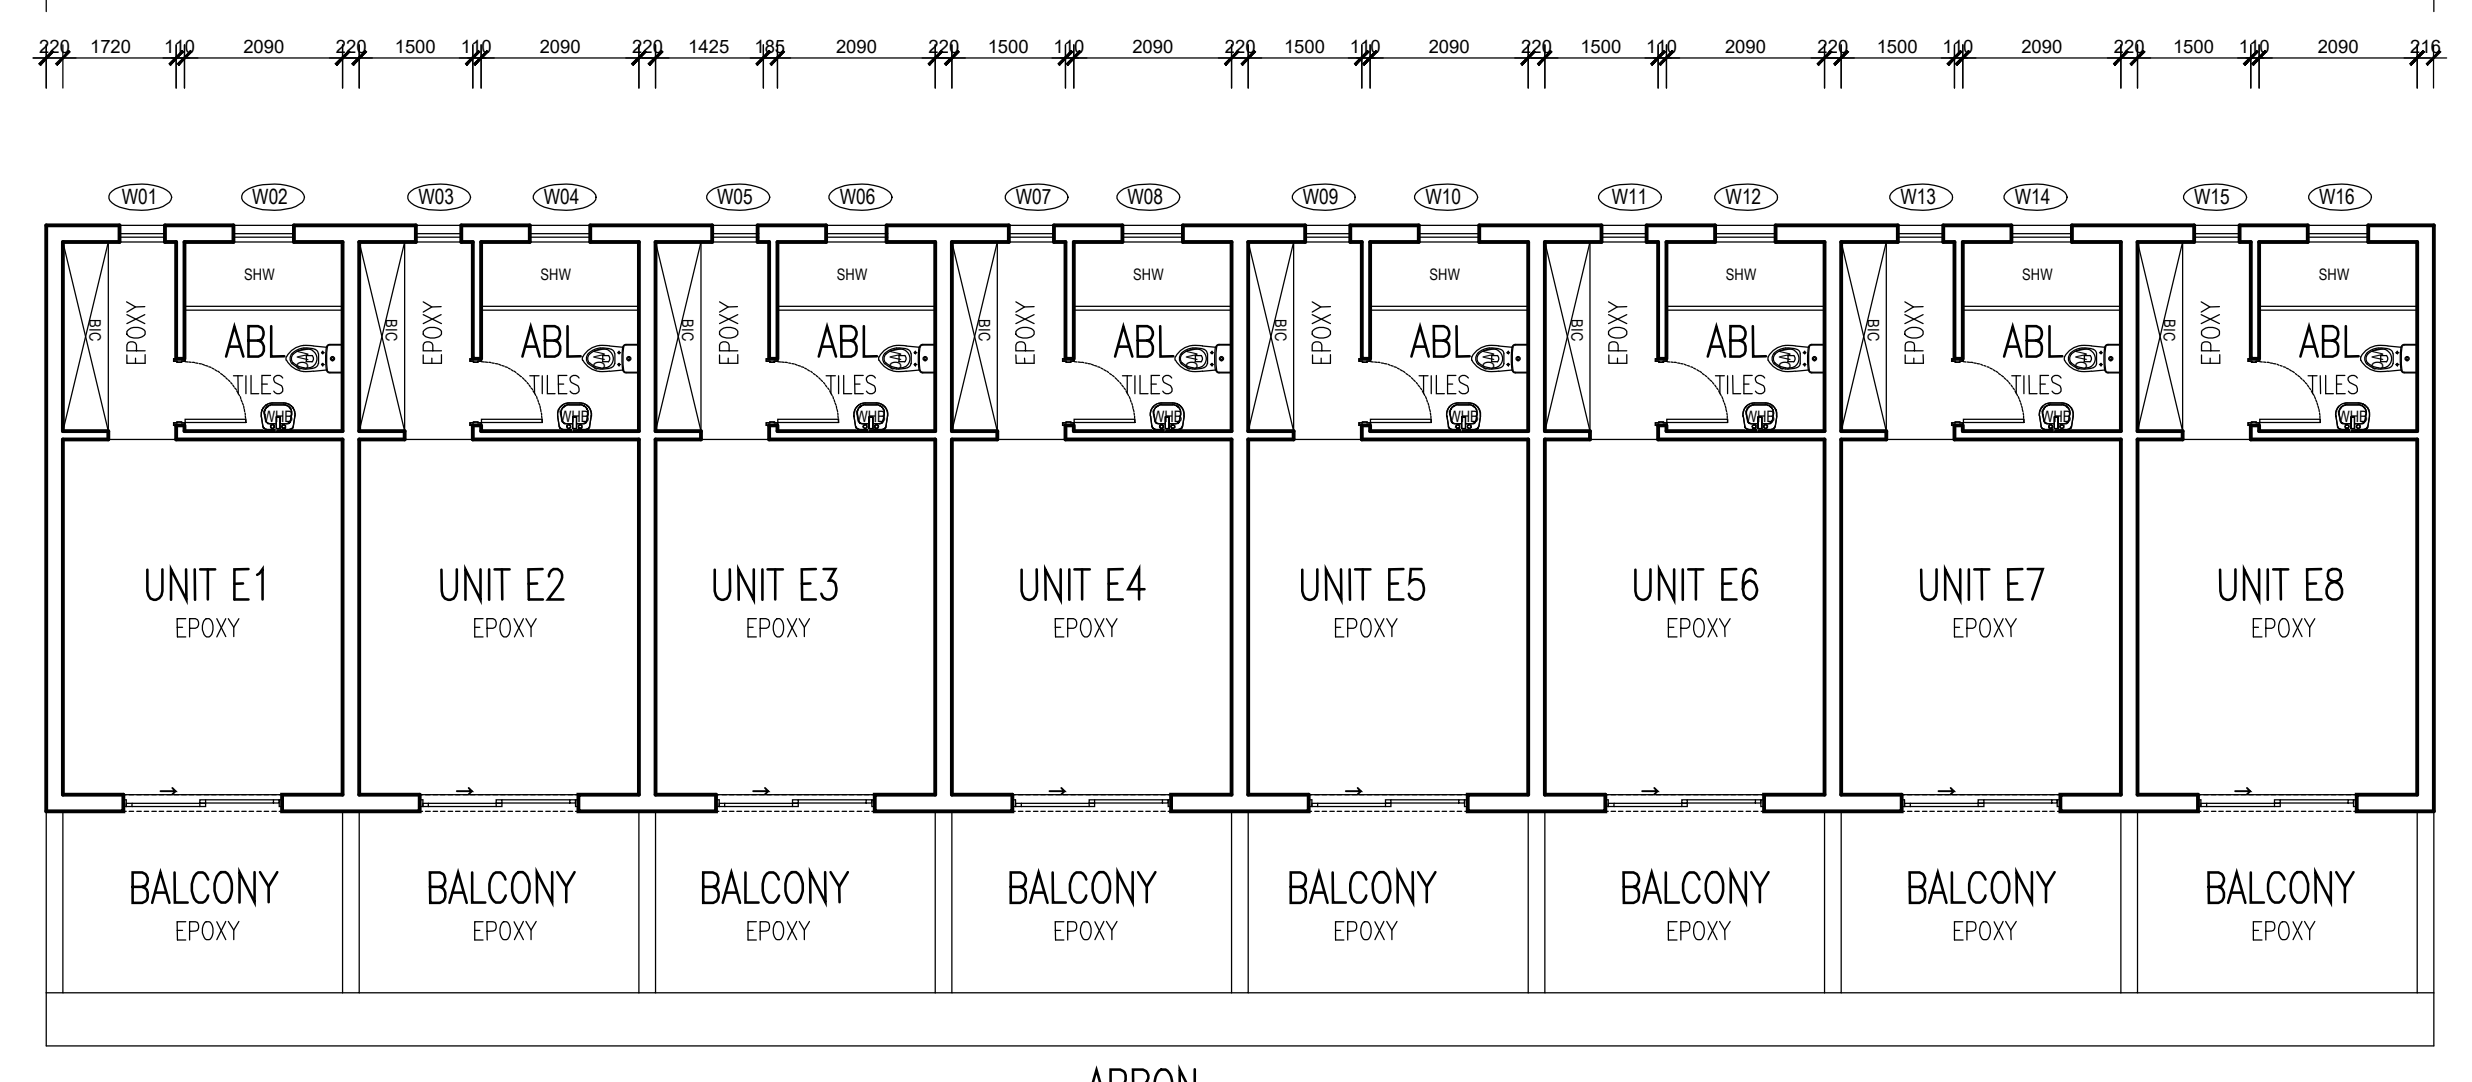 220 1720 110 2090 220 1500 110 2090 220 1425 185 2090 220 1500 110 2090 220 1500 110 2090 220 1500 110 2090 220 1500 110 2090 220 1500 110 2090 216
W01 W02 W03 W04 W05 W06 W07 W08 W09 W10 W11 W12 W13 W14 W15 W16
SHW SHW SHW SHW SHW SHW SHW SHW
BIC EPOXY BIC EPOXY BIC EPOXY BIC EPOXY BIC EPOXY BIC EPOXY BIC EPOXY BIC EPOXY
ABL ABL ABL ABL ABL ABL ABL ABL
TILES TILES TILES TILES TILES TILES TILES TILES
WHB WHB WHB WHB WHB WHB WHB WHB
UNIT E1 UNIT E2 UNIT E3 UNIT E4 UNIT E5 UNIT E6 UNIT E7 UNIT E8
EPOXY EPOXY EPOXY EPOXY EPOXY EPOXY EPOXY EPOXY
BALCONY BALCONY BALCONY BALCONY BALCONY BALCONY BALCONY BALCONY
EPOXY EPOXY EPOXY EPOXY EPOXY EPOXY EPOXY EPOXY
APRON